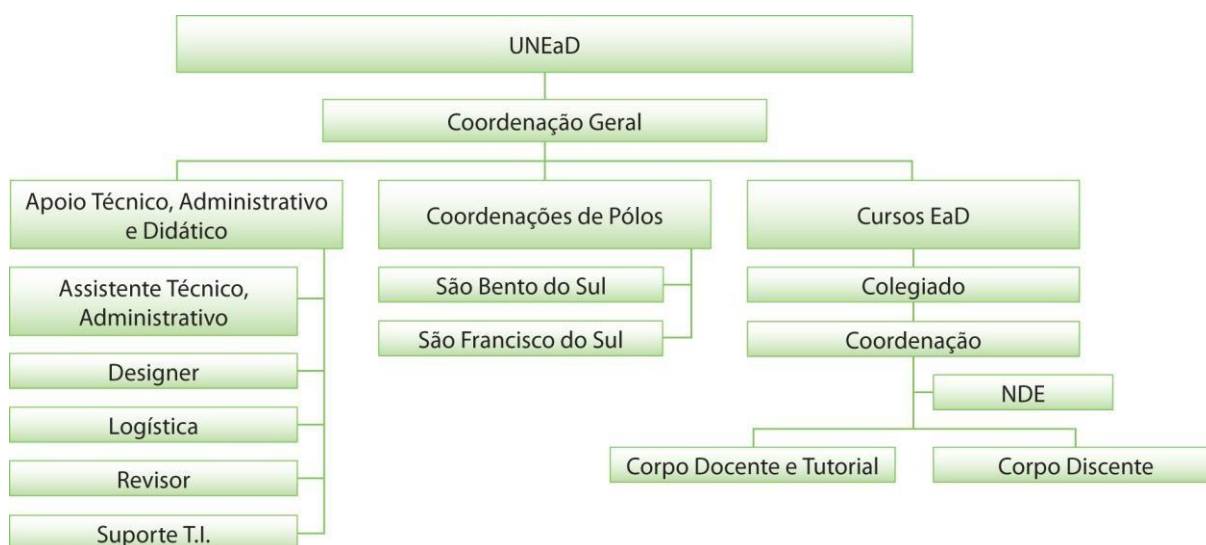 UNEaD
Coordenação Geral
Apoio Técnico, Administrativo
e Didático
Coordenações de Pólos
Cursos EaD
Assistente Técnico,
Administrativo
Designer
Logística
Revisor
Suporte T.I.
São Bento do Sul
São Francisco do Sul
Colegiado
Coordenação
NDE
Corpo Docente e Tutorial
Corpo Discente